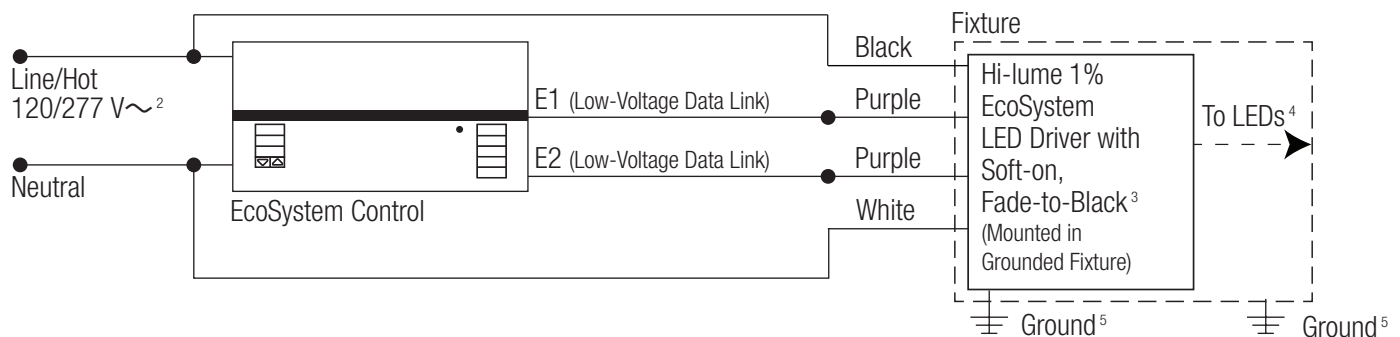 Fixture
Black
Line/Hot
120/277 V～ ²
E1 (Low-Voltage Data Link)
Purple
Hi-lume 1%
EcoSystem
LED Driver with
Soft-on,
Fade-to-Black ³
(Mounted in
Grounded Fixture)
To LEDs ⁴
E2 (Low-Voltage Data Link)
Purple
Neutral
EcoSystem Control
White
Ground ⁵
Ground ⁵